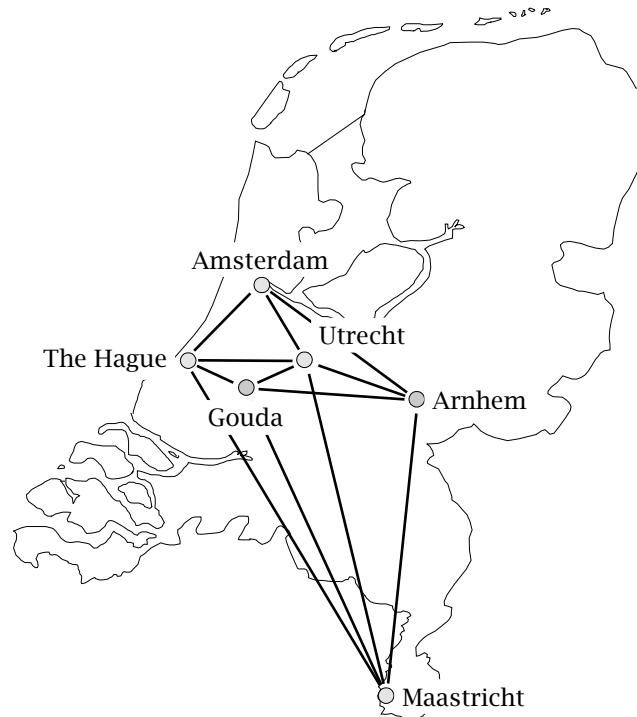 Amsterdam
Utrecht
The Hague
Arnhem
Gouda
Maastricht